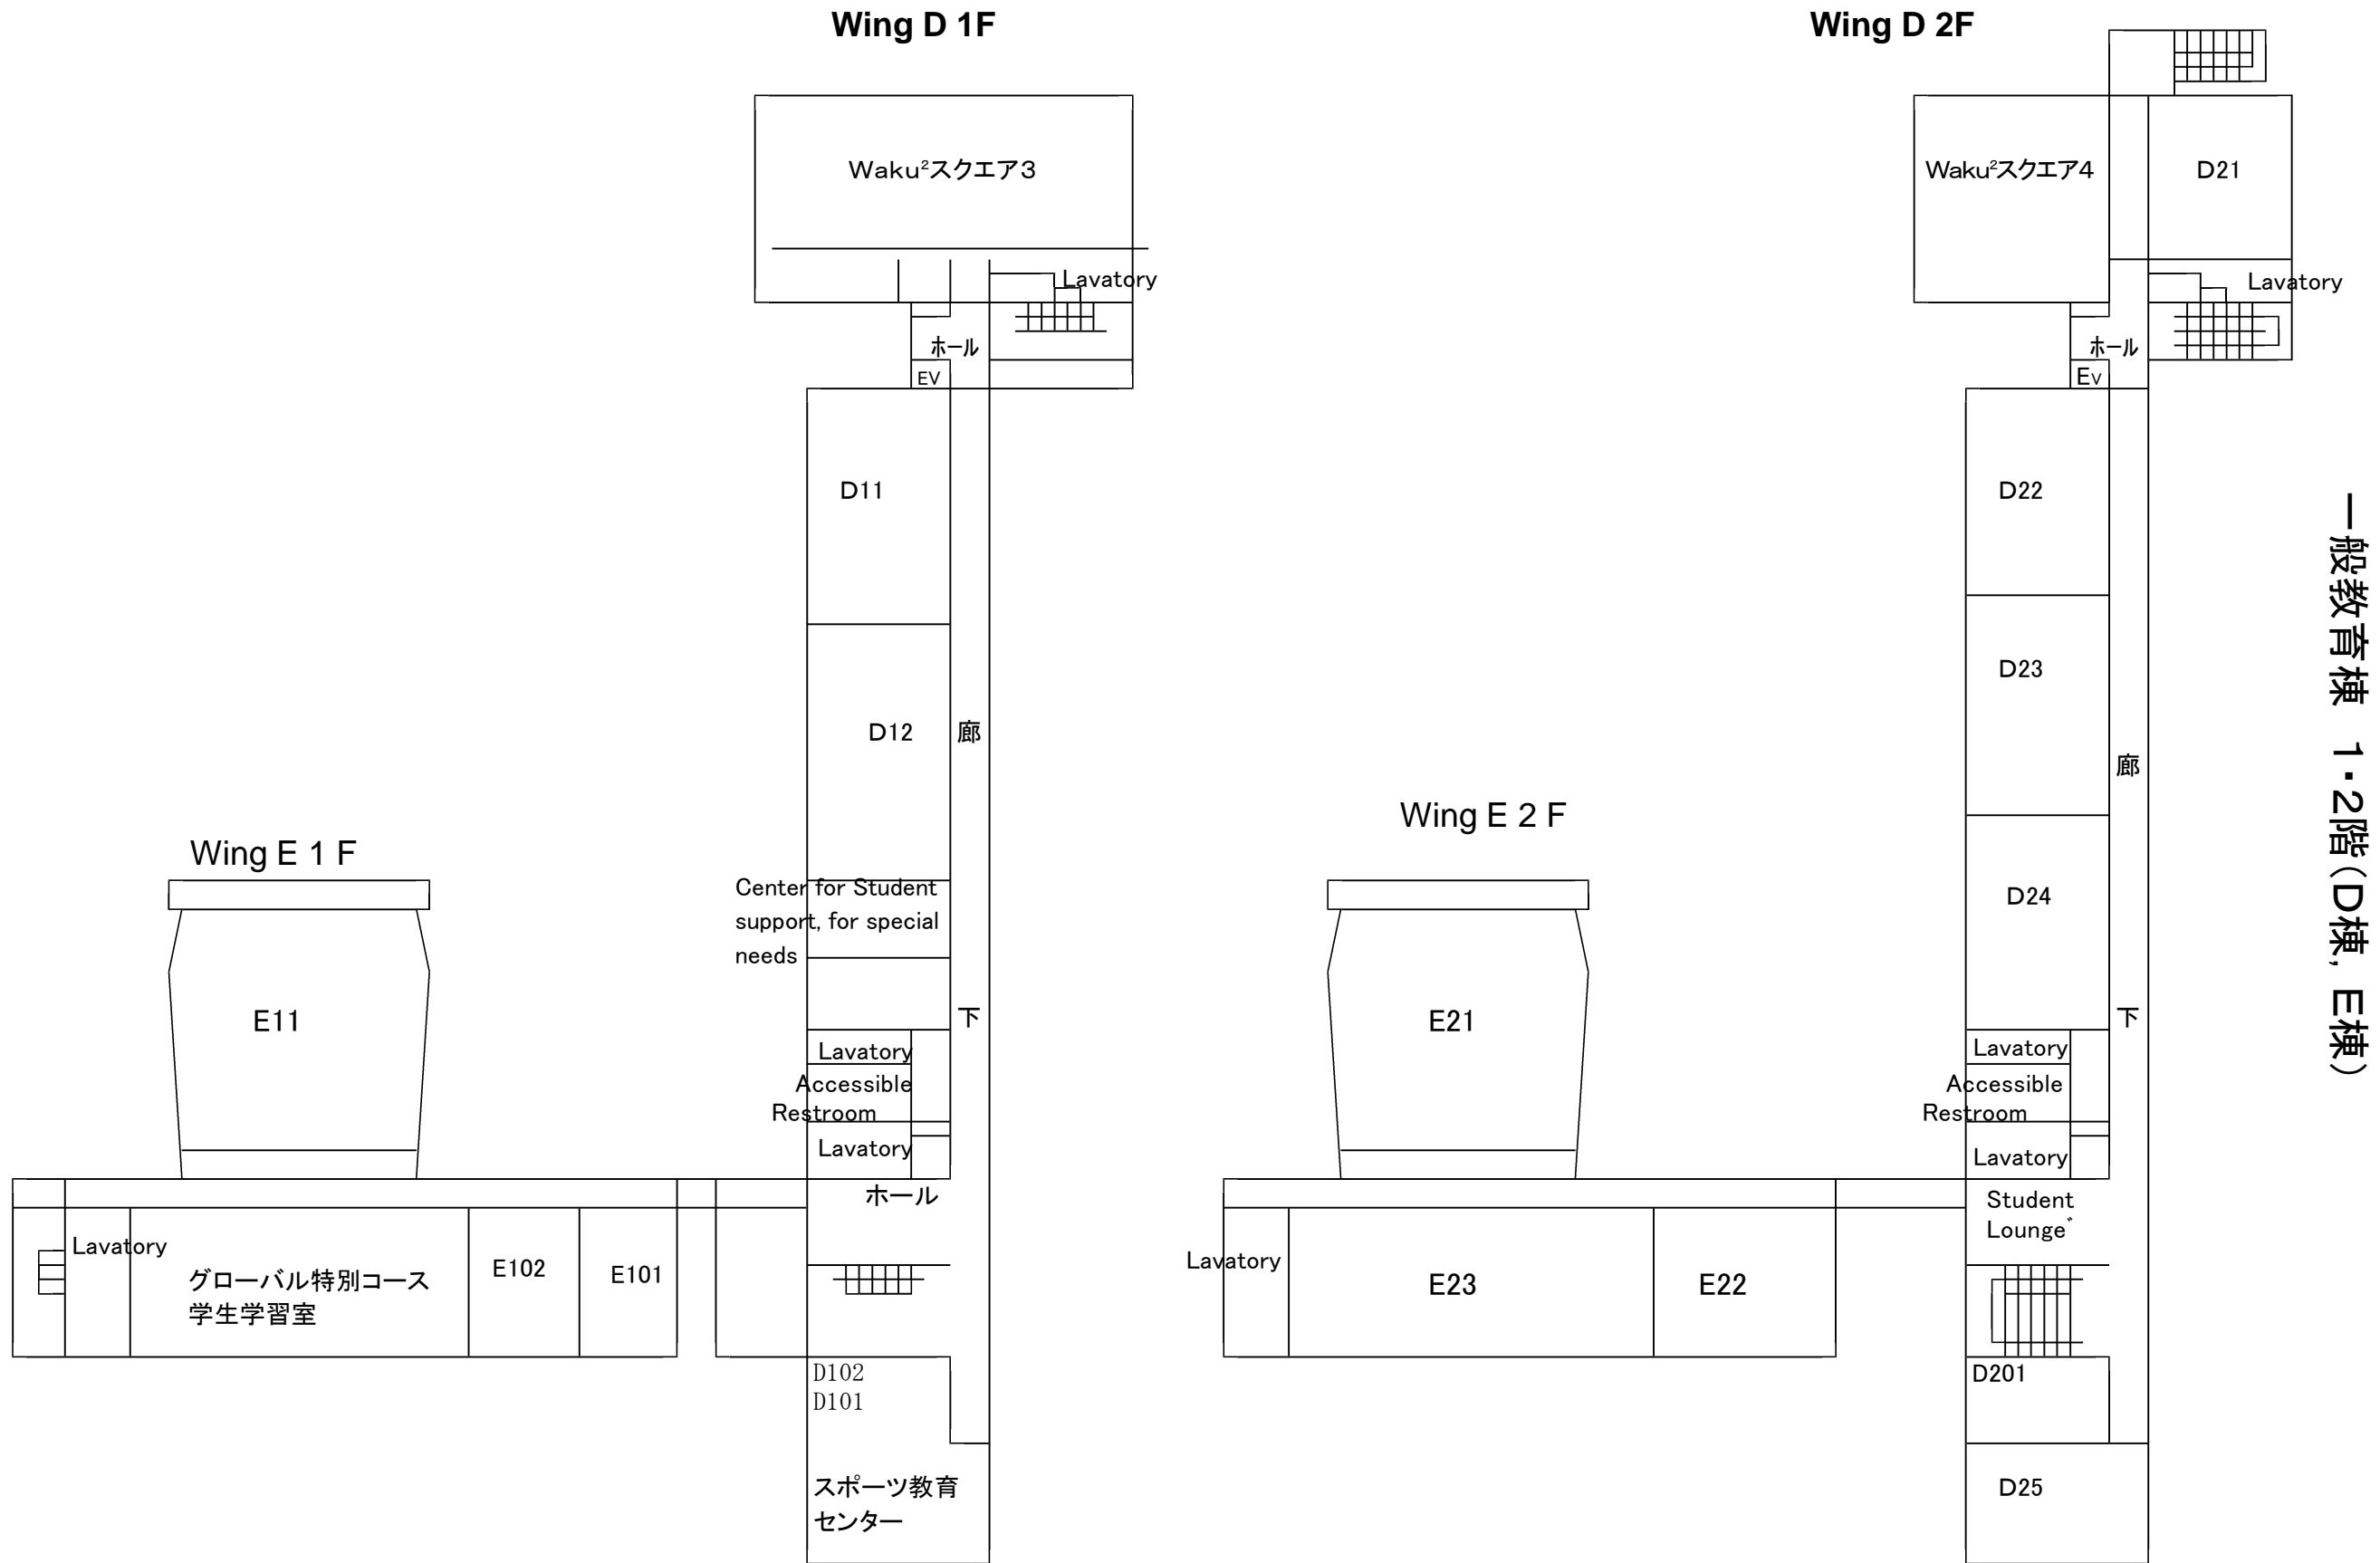 Wing D 1F
Waku²スクエア3
Lavatory
ホール
EV
D11
D12
廊
下
Center for Student
support, for special
needs
Lavatory
Accessible
Restroom
Lavatory
ホール
D102
D101
スポーツ教育
センター
Wing E 1 F
E11
Lavatory
グローバル特別コース
学生学習室
E102
E101
Wing D 2F
Waku²スクエア4
D21
Lavatory
ホール
Ev
D22
D23
D24
廊
下
Lavatory
Accessible
Restroom
Lavatory
Student
Lounge゛
D201
D25
Wing E 2 F
E21
Lavatory
E23
E22
一般教育棟 1・2階(D棟, E棟)